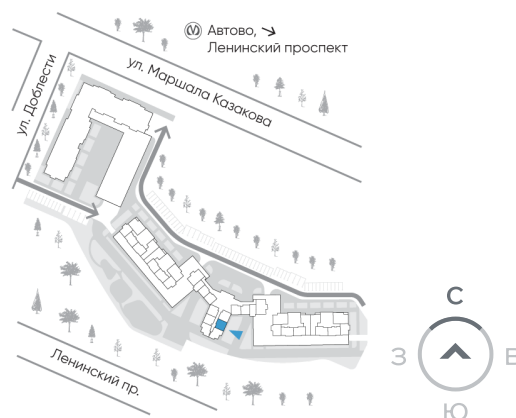 Ⓜ Автово, ↘
Ленинский проспект
ул. Доблести
ул. Маршала Казакова
Ленинский пр.
С
З
В
Ю